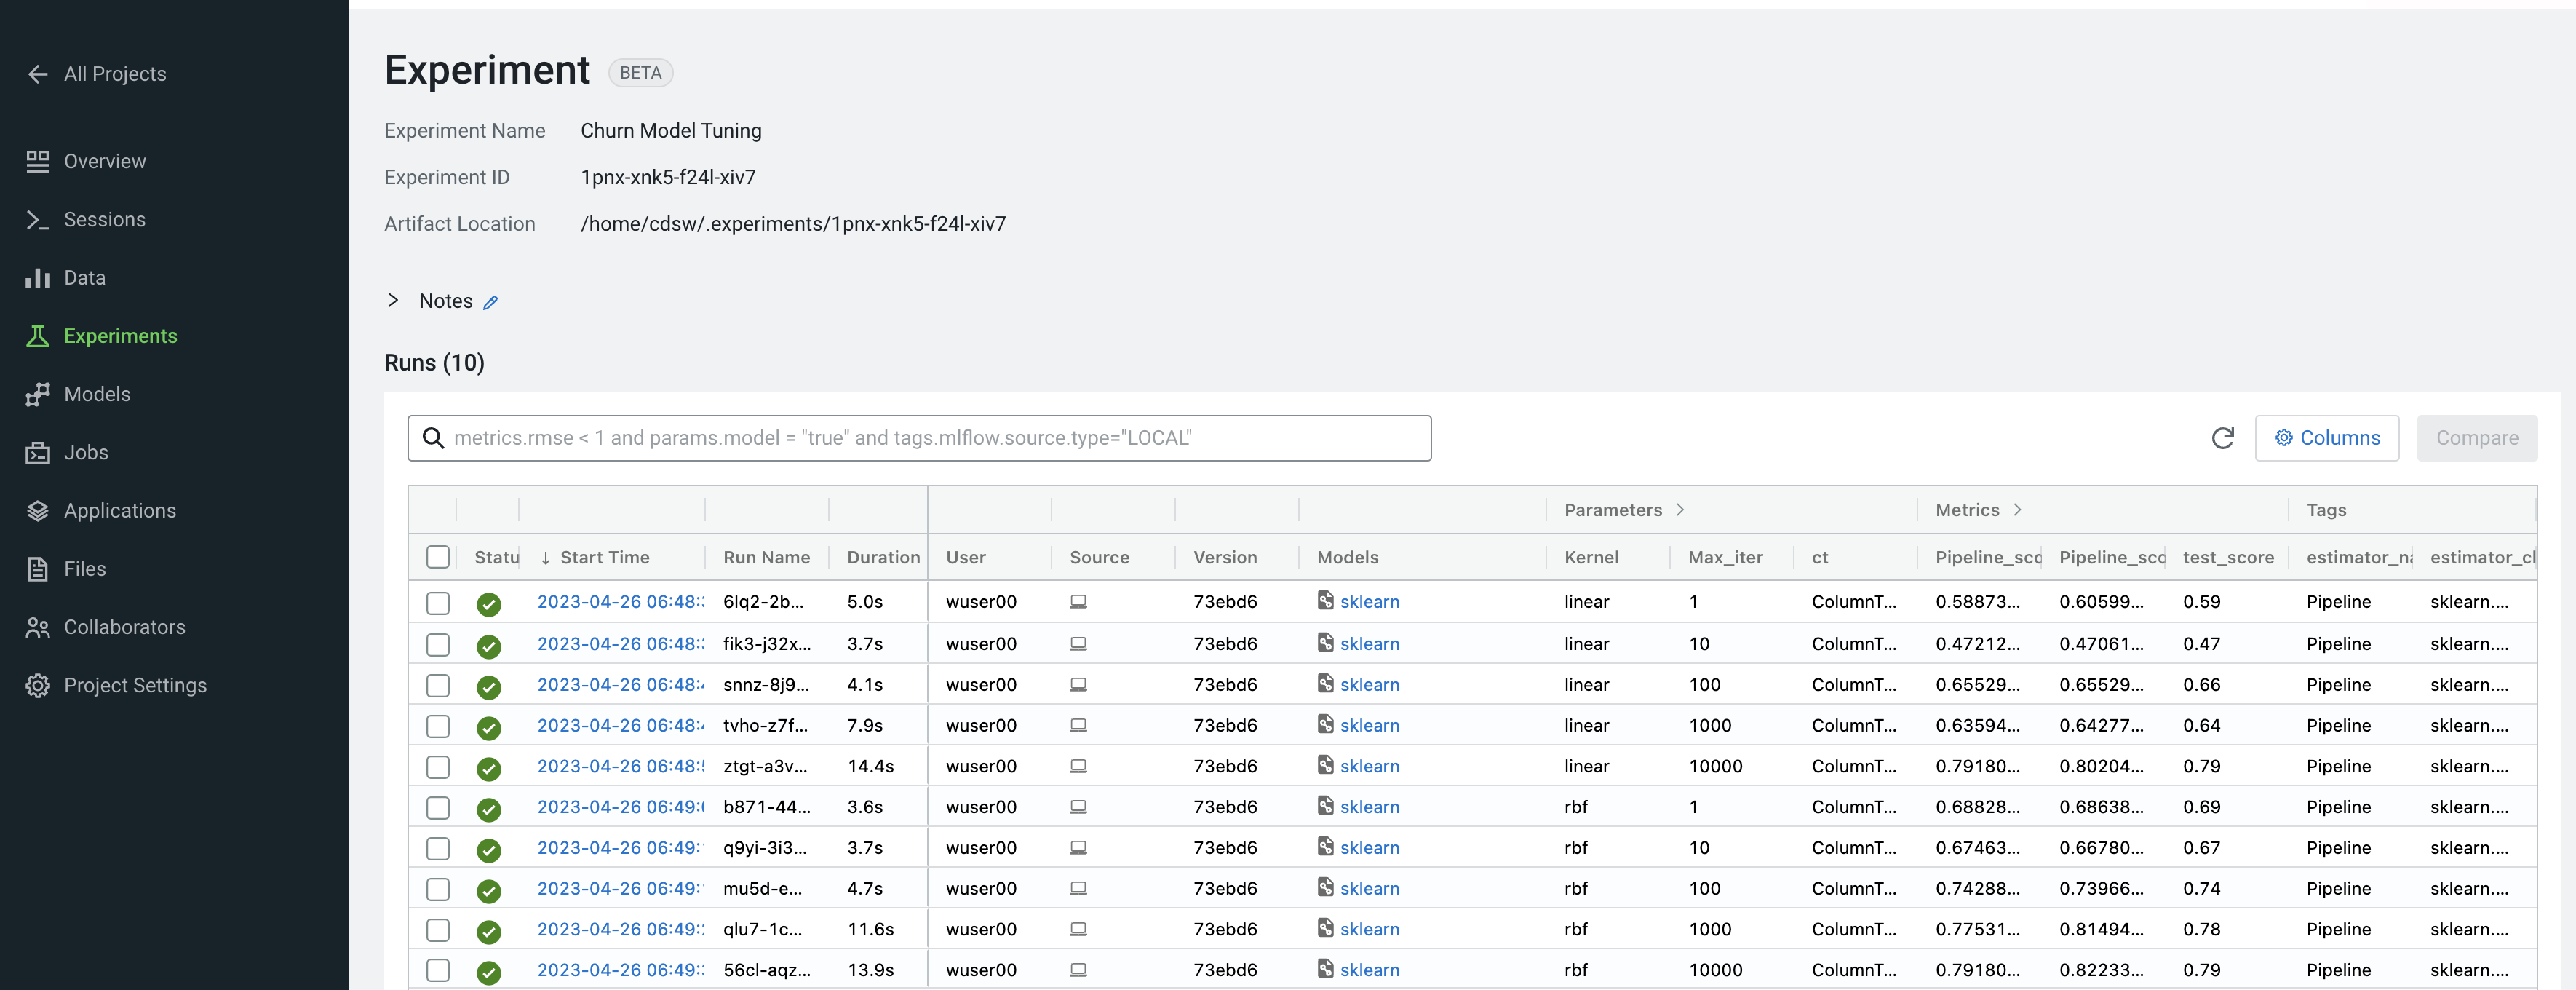 All Projects
Overview
Sessions
Data
Experiments
Models
Jobs
Applications
Files
Collaborators
Project Settings
Experiment BETA
Experiment Name Churn Model Tuning
Experiment ID 1pnx-xnk5-f24l-xiv7
Artifact Location /home/cdsw/.experiments/1pnx-xnk5-f24l-xiv7
Notes
Runs (10)
metrics.rmse < 1 and params.model = "true" and tags.mlflow.source.type="LOCAL" Columns Compare
Parameters > Metrics > Tags
Statu ↓ Start Time Run Name Duration User Source Version Models Kernel Max_iter ct Pipeline_sco Pipeline_sco test_score estimator_na estimator_cl
2023-04-26 06:48: 6lq2-2b... 5.0s wuser00 73ebd6 sklearn linear 1 ColumnT... 0.58873... 0.60599... 0.59 Pipeline sklearn....
2023-04-26 06:48: fik3-j32x... 3.7s wuser00 73ebd6 sklearn linear 10 ColumnT... 0.47212... 0.47061... 0.47 Pipeline sklearn....
2023-04-26 06:48: snnz-8j9... 4.1s wuser00 73ebd6 sklearn linear 100 ColumnT... 0.65529... 0.65529... 0.66 Pipeline sklearn....
2023-04-26 06:48: tvho-z7f... 7.9s wuser00 73ebd6 sklearn linear 1000 ColumnT... 0.63594... 0.64277... 0.64 Pipeline sklearn....
2023-04-26 06:48: ztgt-a3v... 14.4s wuser00 73ebd6 sklearn linear 10000 ColumnT... 0.79180... 0.80204... 0.79 Pipeline sklearn....
2023-04-26 06:49: b871-44... 3.6s wuser00 73ebd6 sklearn rbf 1 ColumnT... 0.68828... 0.68638... 0.69 Pipeline sklearn....
2023-04-26 06:49: q9yi-3i3... 3.7s wuser00 73ebd6 sklearn rbf 10 ColumnT... 0.67463... 0.66780... 0.67 Pipeline sklearn....
2023-04-26 06:49: mu5d-e... 4.7s wuser00 73ebd6 sklearn rbf 100 ColumnT... 0.74288... 0.73966... 0.74 Pipeline sklearn....
2023-04-26 06:49: qlu7-1c... 11.6s wuser00 73ebd6 sklearn rbf 1000 ColumnT... 0.77531... 0.81494... 0.78 Pipeline sklearn....
2023-04-26 06:49: 56cl-aqz... 13.9s wuser00 73ebd6 sklearn rbf 10000 ColumnT... 0.79180... 0.82233... 0.79 Pipeline sklearn....